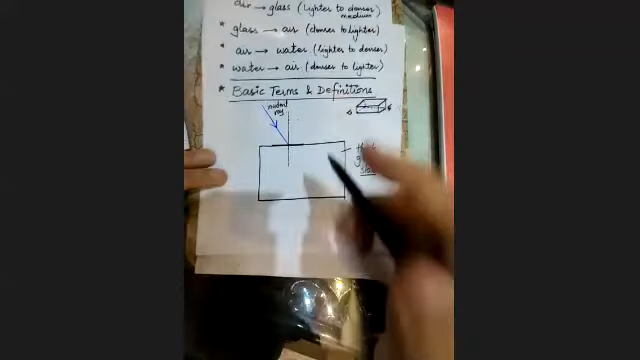 air → glass (lighter to denser
medium
* glass → air (denser to lighter)
* air → water (lighter to denser)
* water → air (denser to lighter)
* Basic Terms & Definitions
incident
ray